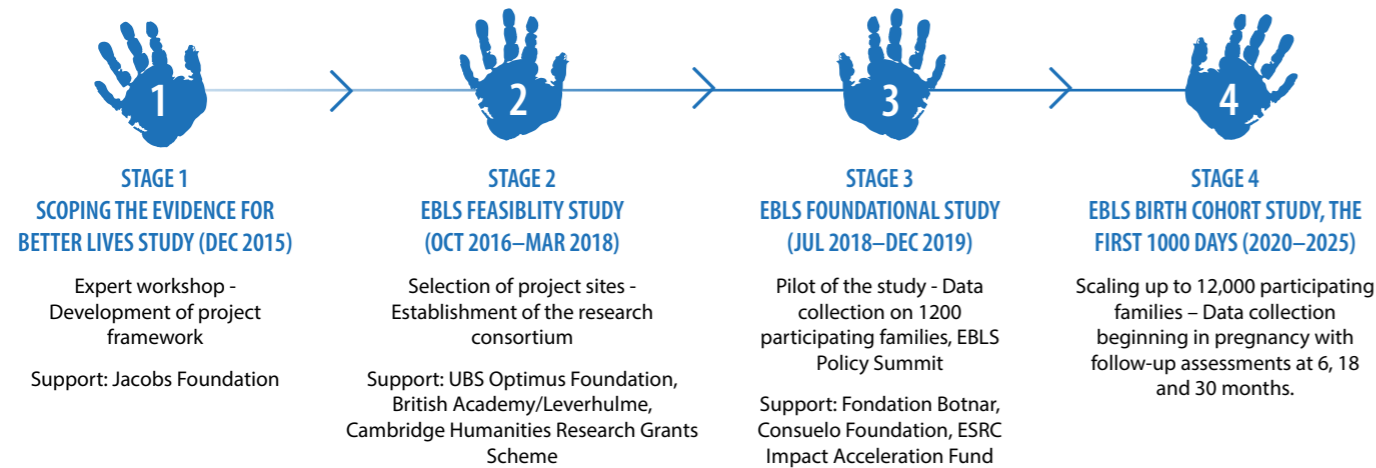 1
2
3
4
STAGE 1
SCOPING THE EVIDENCE FOR
BETTER LIVES STUDY (DEC 2015)
Expert workshop -
Development of project
framework
Support: Jacobs Foundation
STAGE 2
EBLS FEASIBLITY STUDY
(OCT 2016–MAR 2018)
Selection of project sites -
Establishment of the research
consortium
Support: UBS Optimus Foundation,
British Academy/Leverhulme,
Cambridge Humanities Research Grants
Scheme
STAGE 3
EBLS FOUNDATIONAL STUDY
(JUL 2018–DEC 2019)
Pilot of the study - Data
collection on 1200
participating families, EBLS
Policy Summit
Support: Fondation Botnar,
Consuelo Foundation, ESRC
Impact Acceleration Fund
STAGE 4
EBLS BIRTH COHORT STUDY, THE
FIRST 1000 DAYS (2020–2025)
Scaling up to 12,000 participating
families – Data collection
beginning in pregnancy with
follow-up assessments at 6, 18
and 30 months.